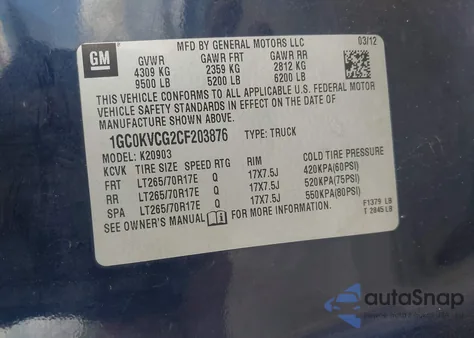 GM
MFD BY GENERAL MOTORS LLC 03/12
GVWR GAWR FRT GAWR RR
4309 KG 2359 KG 2812 KG
9500 LB 5200 LB 6200 LB
THIS VEHICLE CONFORMS TO ALL APPLICABLE U.S. FEDERAL MOTOR
VEHICLE SAFETY STANDARDS IN EFFECT ON THE DATE OF
MANUFACTURE SHOWN ABOVE.
1GC0KVCG2CF203876 TYPE: TRUCK
MODEL: K20903
KCVK TIRE SIZE SPEED RTG RIM COLD TIRE PRESSURE
FRT LT265/70R17E Q 17X7.5J 420KPA(60PSI)
RR LT265/70R17E Q 17X7.5J 520KPA(75PSI)
SPA LT265/70R17E Q 17X7.5J 550KPA(80PSI)
SEE OWNER'S MANUAL FOR MORE INFORMATION.
F1379 LB
T 2845 LB
autoSnap
POWERED BY CARFAST